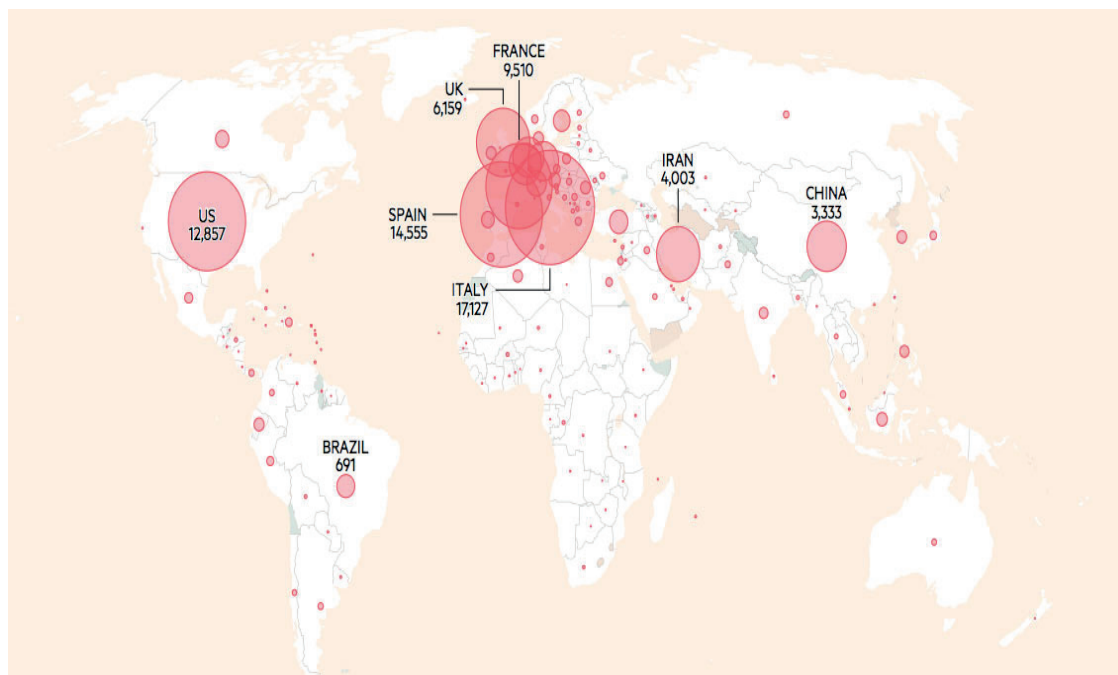 FRANCE
9,510
UK
6,159
IRAN
4,003
CHINA
3,333
US
12,857
SPAIN
14,555
ITALY
17,127
BRAZIL
691